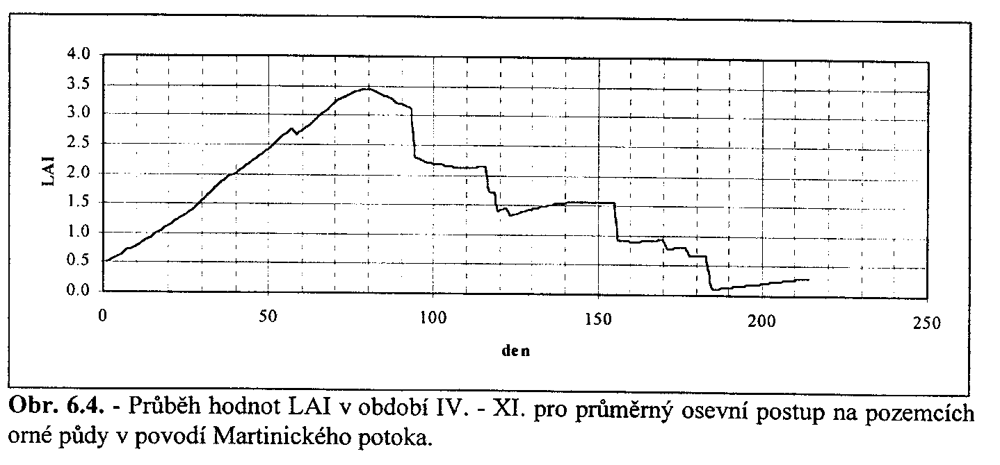 4.0
3.5
3.0
2.5
2.0
1.5
1.0
0.5
0.0
LAI
0 50 100 150 200 250
den
Obr. 6.4. - Průběh hodnot LAI v období IV. - XI. pro průměrný osevní postup na pozemcích
orné půdy v povodí Martinického potoka.